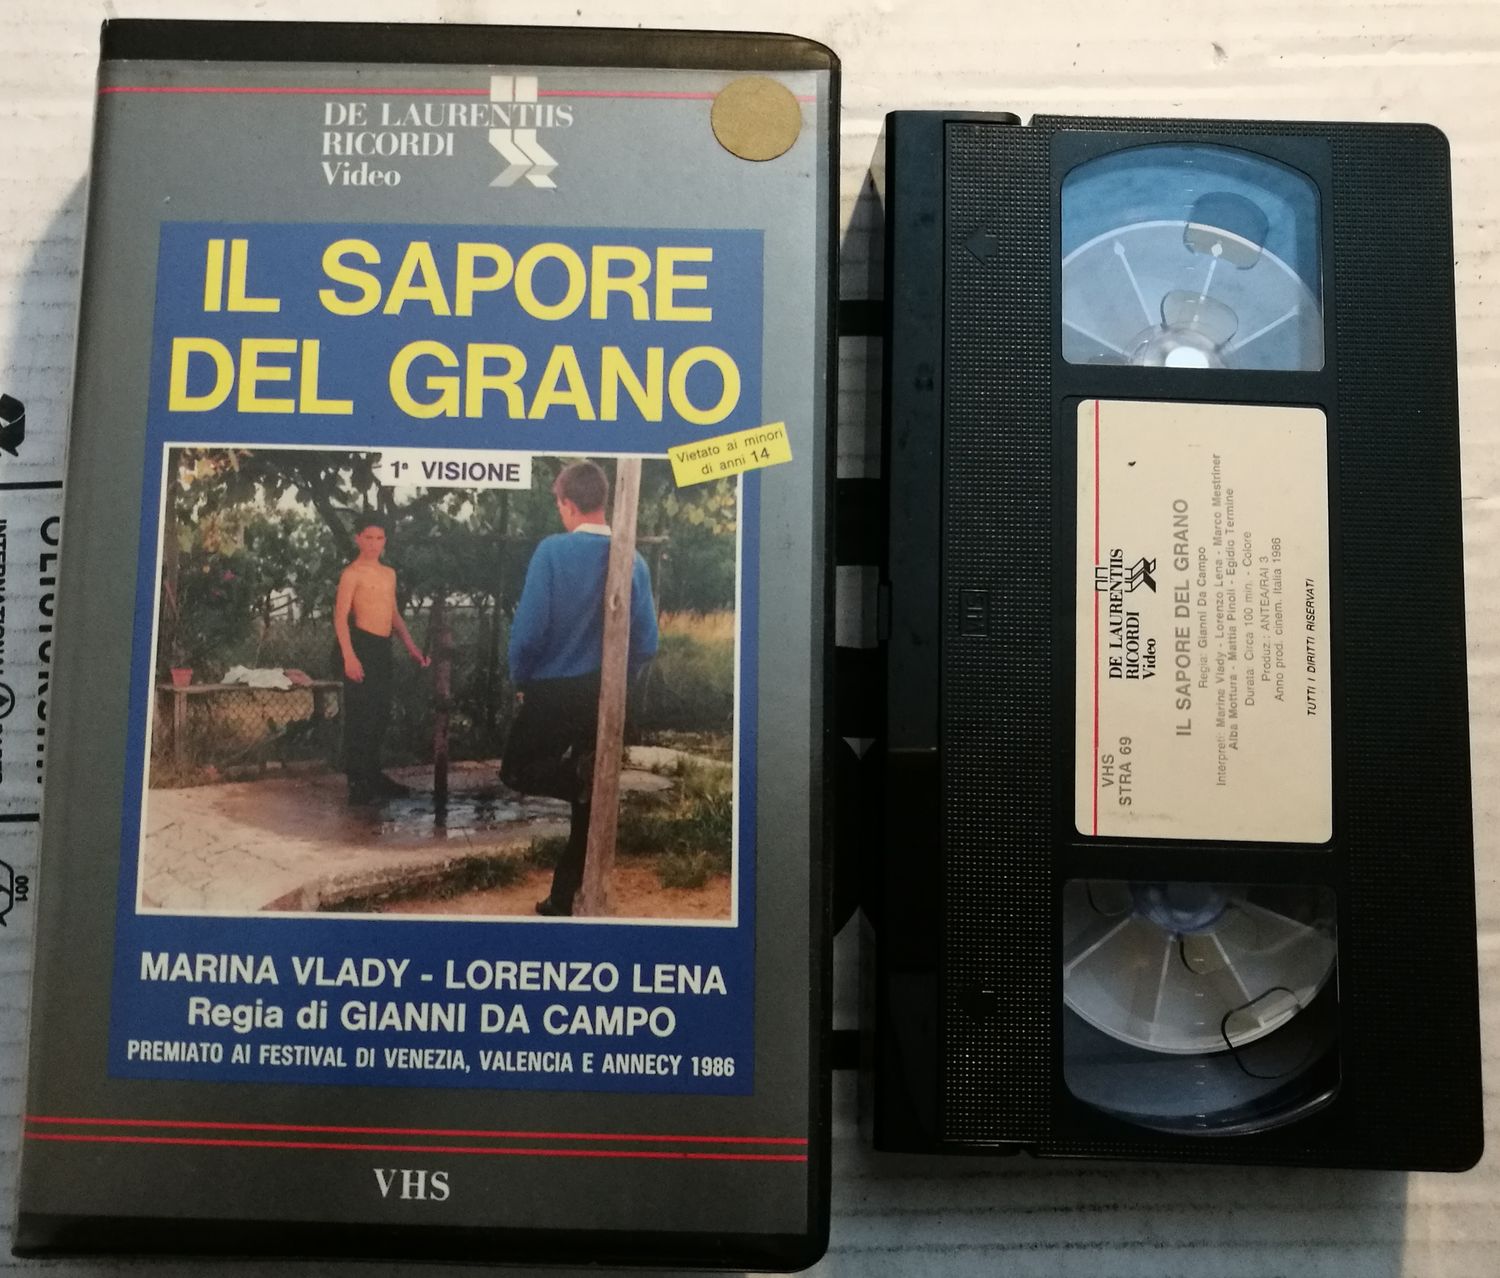 DE LAURENTIIS
RICORDI
Video
IL SAPORE
DEL GRANO
Vietato ai minori
di anni 14
1ª VISIONE
MARINA VLADY - LORENZO LENA
Regia di GIANNI DA CAMPO
PREMIATO AI FESTIVAL DI VENEZIA, VALENCIA E ANNECY 1986
VHS
VHS
STRA 69
DE LAURENTIIS
RICORDI
Video
IL SAPORE DEL GRANO
Regia: Gianni Da Campo
Interpreti: Marina Vlady - Lorenzo Lena - Marco Mestriner
Alba Mottura - Mattia Pinoli - Egidio Termine
Durata: Circa 100 min. - Colore
Produz.: ANTEA/RAI 3
Anno prod. cinem. Italia 1986
TUTTI I DIRITTI RISERVATI
001